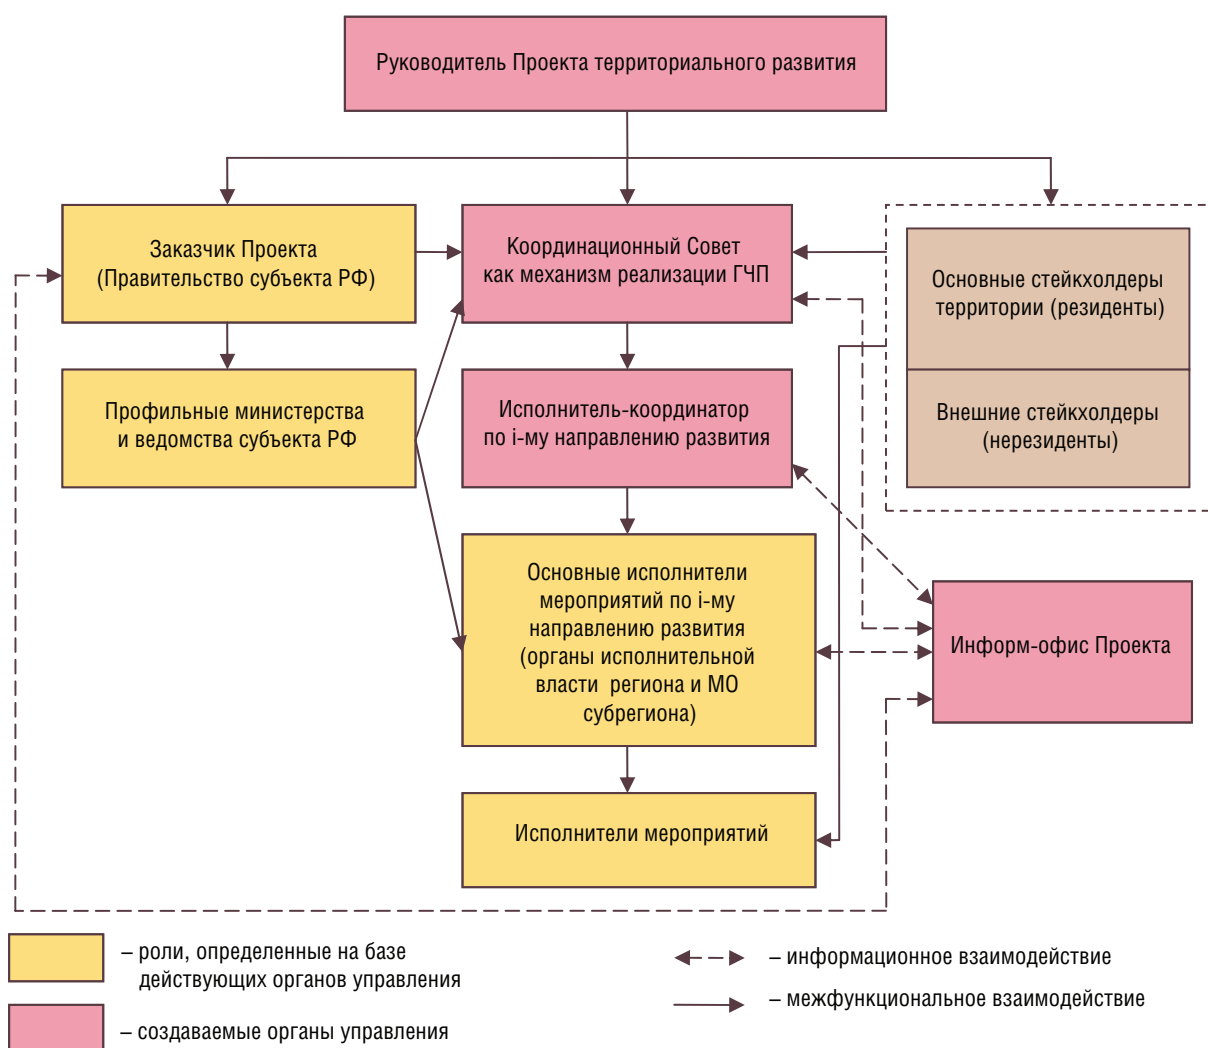 Руководитель Проекта территориального развития
Заказчик Проекта
(Правительство субъекта РФ)
Координационный Совет
как механизм реализации ГЧП
Основные стейкхолдеры
территории (резиденты)
Профильные министерства
и ведомства субъекта РФ
Исполнитель-координатор
по i-му направлению развития
Внешние стейкхолдеры
(нерезиденты)
Основные исполнители
мероприятий по i-му
направлению развития
(органы исполнительной
власти региона и МО
субрегиона)
Информ-офис Проекта
Исполнители мероприятий
– роли, определенные на базе
действующих органов управления
– создаваемые органы управления
– информационное взаимодействие
– межфункциональное взаимодействие